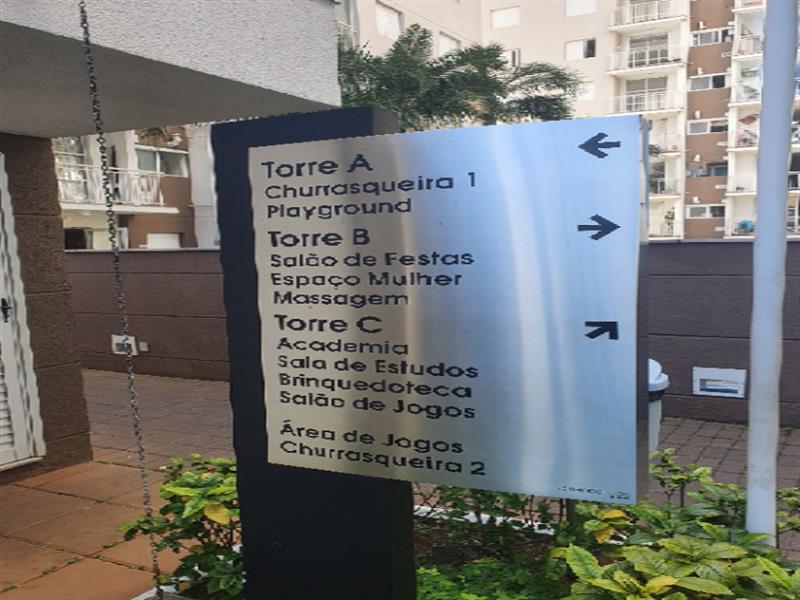 Torre A
Churrasqueira 1
Playground
Torre B
Salão de Festas
Espaço Mulher
Massagem
Torre C
Academia
Sala de Estudos
Brinquedoteca
Salão de Jogos
Área de Jogos
Churrasqueira 2